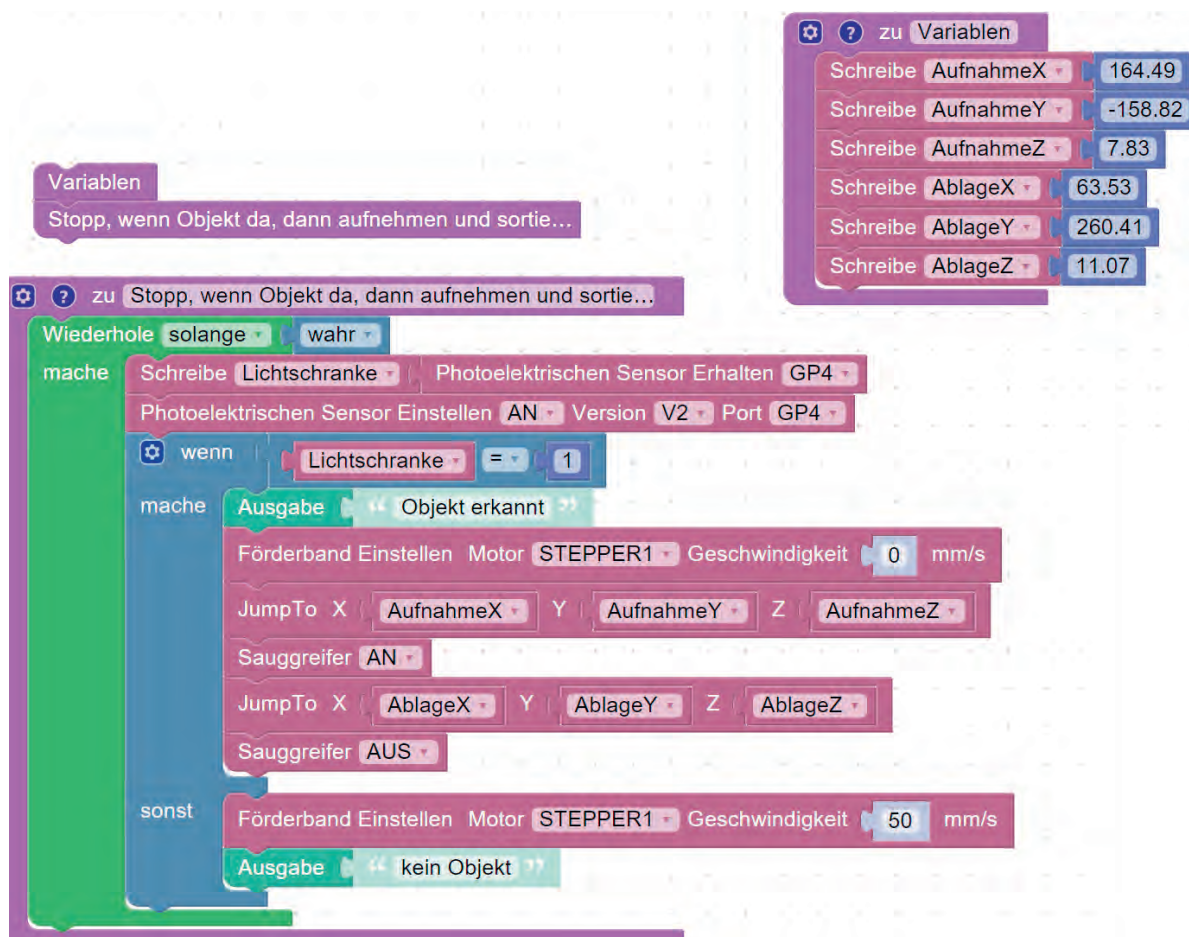 zu Variablen
Schreibe AufnahmeX 164.49
Schreibe AufnahmeY -158.82
Schreibe AufnahmeZ 7.83
Schreibe AblageX 63.53
Schreibe AblageY 260.41
Schreibe AblageZ 11.07
Variablen
Stopp, wenn Objekt da, dann aufnehmen und sortie...
zu Stopp, wenn Objekt da, dann aufnehmen und sortie...
Wiederhole solange wahr
mache Schreibe Lichtschranke Photoelektrischen Sensor Erhalten GP4
Photoelektrischen Sensor Einstellen AN Version V2 Port GP4
wenn Lichtschranke = 1
mache Ausgabe “ Objekt erkannt ”
Förderband Einstellen Motor STEPPER1 Geschwindigkeit 0 mm/s
JumpTo X AufnahmeX Y AufnahmeY Z AufnahmeZ
Sauggreifer AN
JumpTo X AblageX Y AblageY Z AblageZ
Sauggreifer AUS
sonst Förderband Einstellen Motor STEPPER1 Geschwindigkeit 50 mm/s
Ausgabe “ kein Objekt ”